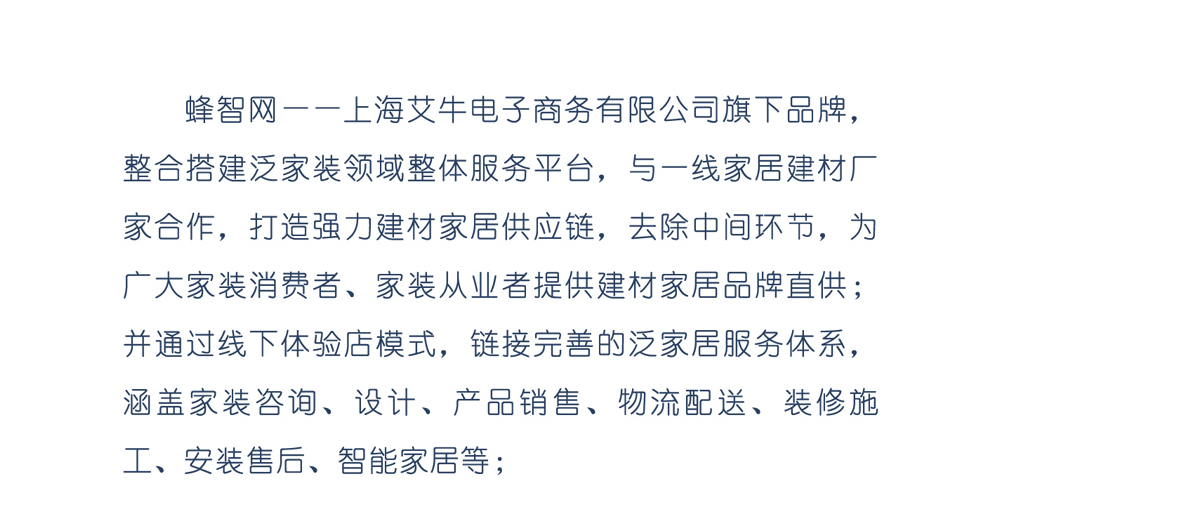 蜂智网一一上海艾牛电子商务有限公司旗下品牌，
整合搭建泛家装领域整体服务平台，与一线家居建材厂
家合作，打造强力建材家居供应链，去除中间环节，为
广大家装消费者、家装从业者提供建材家居品牌直供；
并通过线下体验店模式，链接完善的泛家居服务体系，
涵盖家装咨询、设计、产品销售、物流配送、装修施
工、安装售后、智能家居等；